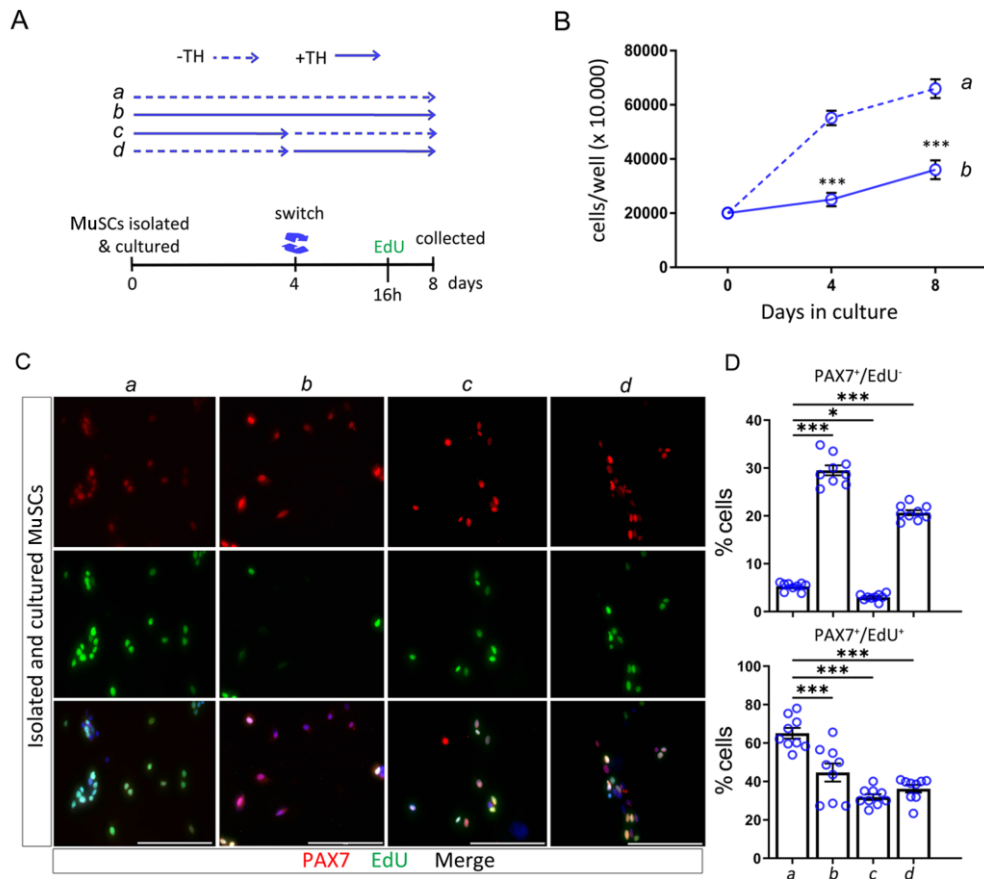 A
-TH
+TH
a
b
c
d
MuSCs isolated
& cultured
switch
EdU
collected
0
4
16h
8
days
B
cells/well (x 10.000)
80000
60000
40000
20000
0
a
***
***
b
0
4
8
Days in culture
C
a
b
c
d
Isolated and cultured MuSCs
PAX7 EdU Merge
D
PAX7⁺/EdU⁻
***
*
***
% cells
40
30
20
10
0
PAX7⁺/EdU⁺
***
***
***
% cells
100
80
60
40
20
0
a
b
c
d